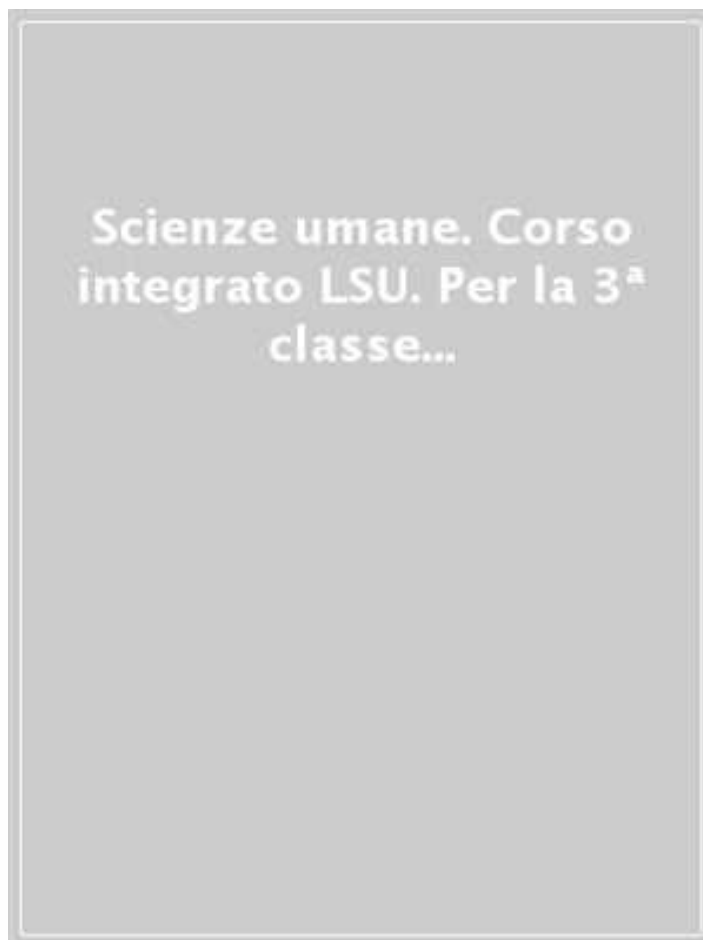 Scienze umane. Corso
integrato LSU. Per la 3ª
classe...